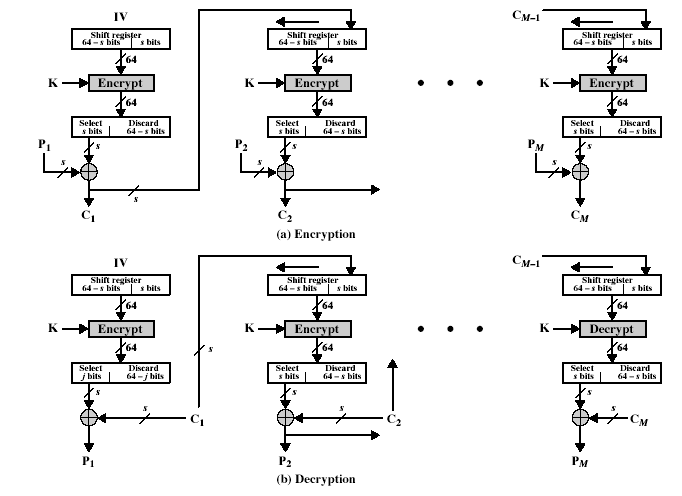 IV
C_{M–1}
Shift register
64 – s bits | s bits
Shift register
64 – s bits | s bits
Shift register
64 – s bits | s bits
64
64
64
K
Encrypt
K
Encrypt
• • •
K
Encrypt
64
64
64
Select Discard
s bits | 64 – s bits
Select Discard
s bits | 64 – s bits
Select Discard
s bits | 64 – s bits
P1
s
s
P2
s
s
PM
s
s
s
C1
C2
CM
(a) Encryption
IV
C_{M–1}
Shift register
64 – s bits | s bits
Shift register
64 – s bits | s bits
Shift register
64 – s bits | s bits
64
64
64
K
Encrypt
K
Encrypt
• • •
K
Decrypt
64
s
64
64
Select Discard
j bits | 64 – j bits
Select Discard
s bits | 64 – s bits
Select Discard
s bits | 64 – s bits
s
s
s
s
C1
s
C2
s
CM
P1
P2
PM
(b) Decryption